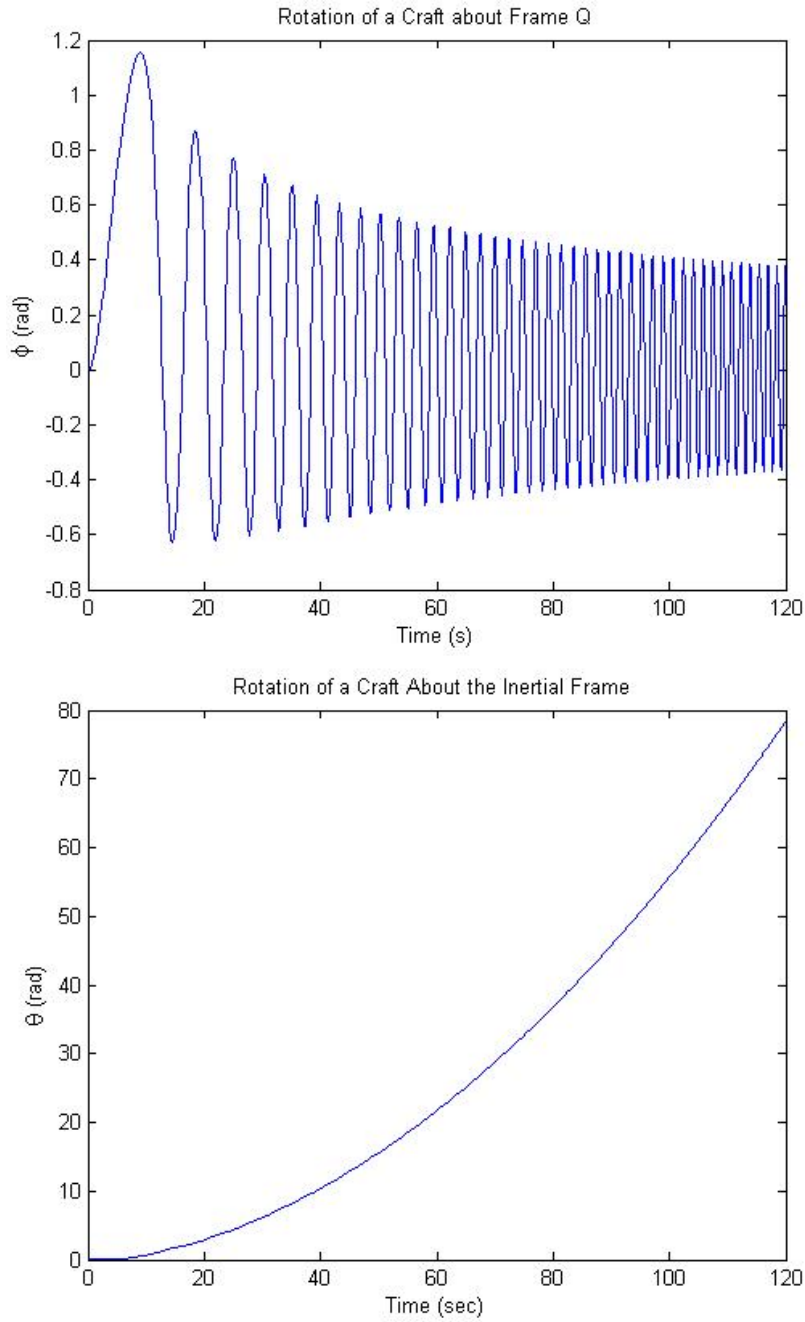 Rotation of a Craft about Frame Q
1.2
1
0.8
0.6
0.4
0.2
0
-0.2
-0.4
-0.6
-0.8
ϕ (rad)
0 20 40 60 80 100 120
Time (s)
Rotation of a Craft About the Inertial Frame
80
70
60
50
40
30
20
10
0
θ (rad)
0 20 40 60 80 100 120
Time (sec)